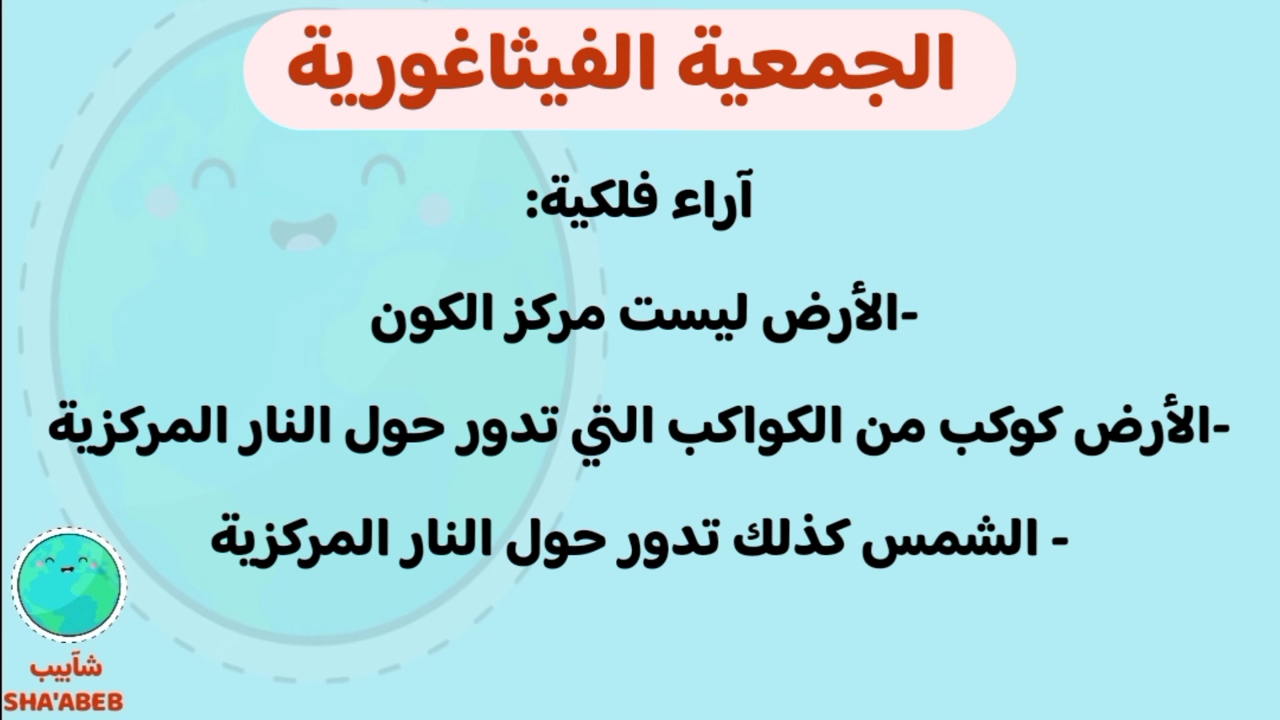 الجمعية الفيثاغورية
آراء فلكية:
-الأرض ليست مركز الكون
-الأرض كوكب من الكواكب التي تدور حول النار المركزية
- الشمس كذلك تدور حول النار المركزية
شآبيب
SHA'ABEB